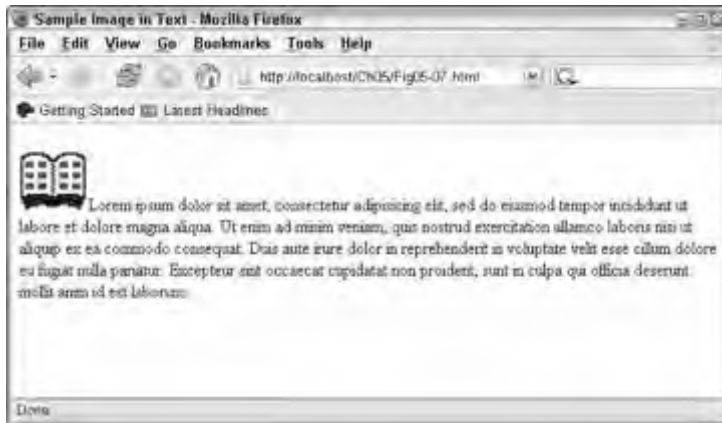 Sample Image in Text - Mozilla Firefox
File Edit View Go Bookmarks Tools Help
http://localhost/Ch05/Fig05-07.html
Getting Started Latest Headlines
Lorem ipsum dolor sit amet, consectetur adipisicing elit, sed do eiusmod tempor incididunt ut
labore et dolore magna aliqua. Ut enim ad minim veniam, quis nostrud exercitation ullamco laboris nisi ut
aliquip ex ea commodo consequat. Duis aute irure dolor in reprehenderit in voluptate velit esse cillum dolore
eu fugiat nulla pariatur. Excepteur sint occaecat cupidatat non proident, sunt in culpa qui officia deserunt
mollit anim id est laborum.
Done